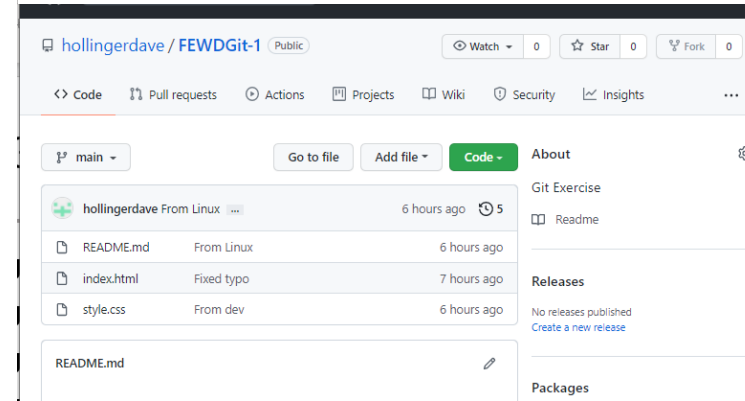 hollingerdave / FEWDGit-1 Public
Watch 0 Star 0 Fork 0
Code Pull requests Actions Projects Wiki Security Insights ...
main Go to file Add file Code
hollingerdave From Linux ... 6 hours ago 5
README.md From Linux 6 hours ago
index.html Fixed typo 7 hours ago
style.css From dev 6 hours ago
README.md
About
Git Exercise
Readme
Releases
No releases published
Create a new release
Packages